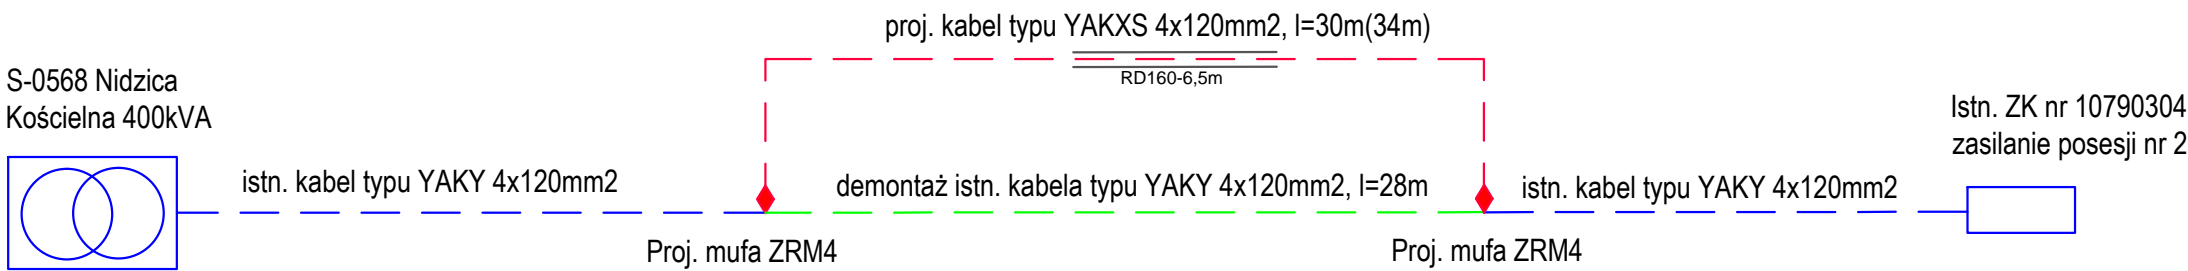 proj. kabel typu YAKXS 4x120mm2, l=30m(34m)
RD160-6,5m
S-0568 Nidzica
Kościelna 400kVA
Istn. ZK nr 10790304
zasilanie posesji nr 2
istn. kabel typu YAKY 4x120mm2
demontaż istn. kabela typu YAKY 4x120mm2, l=28m
istn. kabel typu YAKY 4x120mm2
Proj. mufa ZRM4
Proj. mufa ZRM4